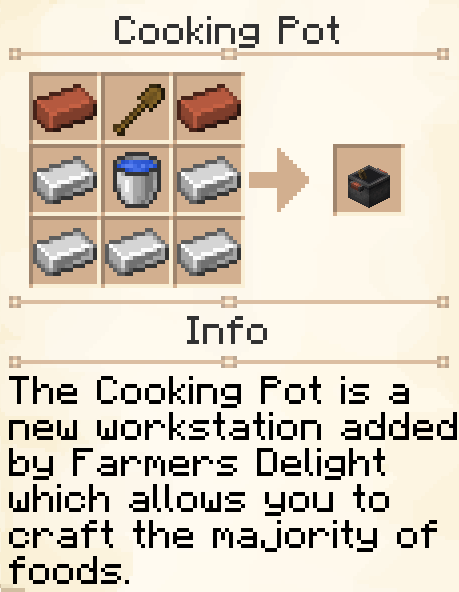 Cooking Pot
Info
The Cooking Pot is a
new workstation added
by Farmers Delight
which allows you to
craft the majority of
foods.